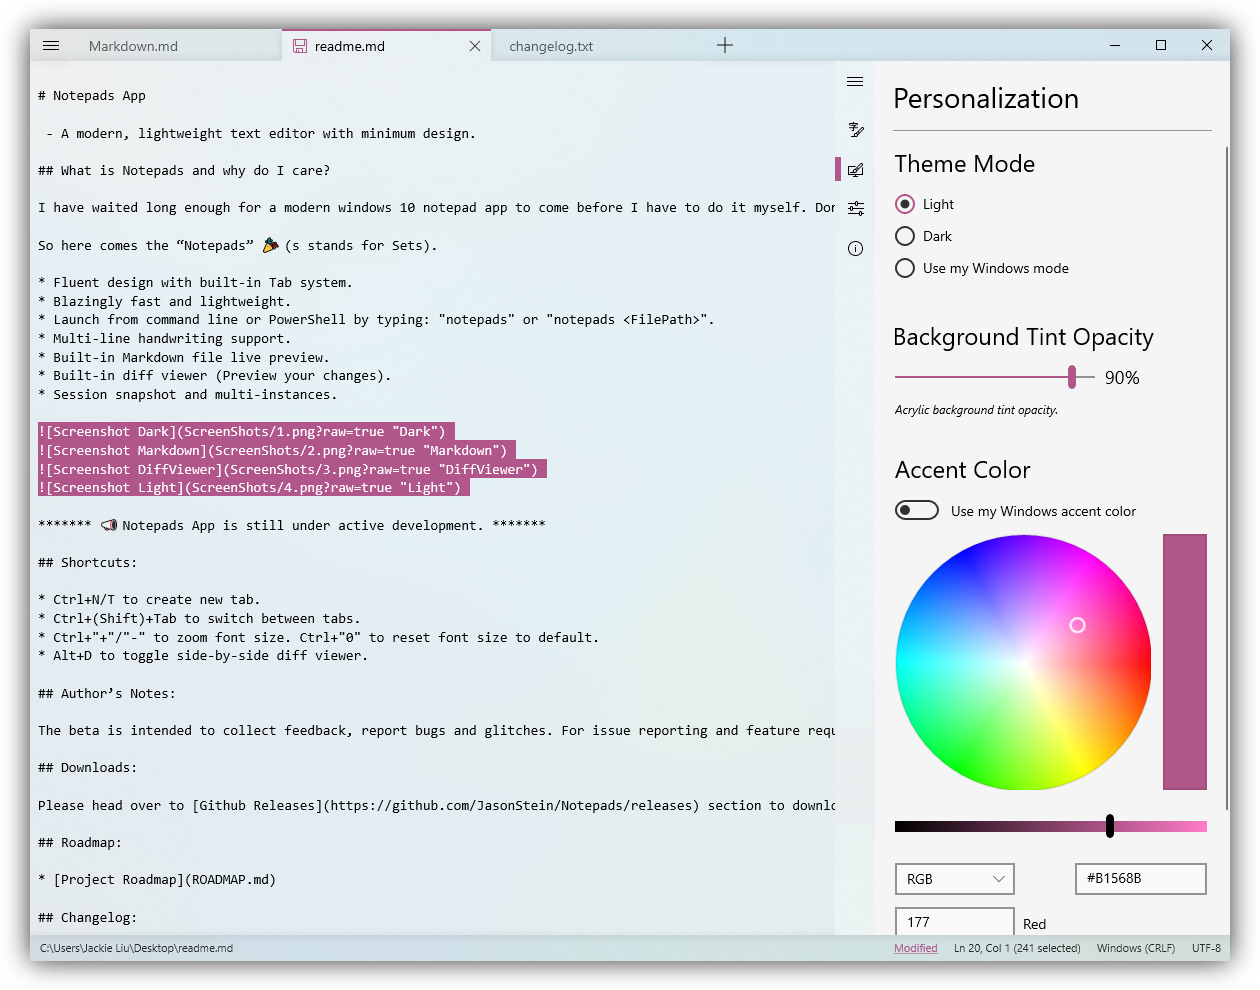 Markdown.md
readme.md
changelog.txt
# Notepads App
- A modern, lightweight text editor with minimum design.
## What is Notepads and why do I care?
I have waited long enough for a modern windows 10 notepad app to come before I have to do it myself. Don
So here comes the “Notepads” 🎉 (s stands for Sets).
* Fluent design with built-in Tab system.
* Blazingly fast and lightweight.
* Launch from command line or PowerShell by typing: "notepads" or "notepads <FilePath>".
* Multi-line handwriting support.
* Built-in Markdown file live preview.
* Built-in diff viewer (Preview your changes).
* Session snapshot and multi-instances.
![Screenshot Dark](ScreenShots/1.png?raw=true "Dark")
![Screenshot Markdown](ScreenShots/2.png?raw=true "Markdown")
![Screenshot DiffViewer](ScreenShots/3.png?raw=true "DiffViewer")
![Screenshot Light](ScreenShots/4.png?raw=true "Light")
******* 📢 Notepads App is still under active development. *******
## Shortcuts:
* Ctrl+N/T to create new tab.
* Ctrl+(Shift)+Tab to switch between tabs.
* Ctrl+"+"/"-" to zoom font size. Ctrl+"0" to reset font size to default.
* Alt+D to toggle side-by-side diff viewer.
## Author’s Notes:
The beta is intended to collect feedback, report bugs and glitches. For issue reporting and feature requ
## Downloads:
Please head over to [Github Releases](https://github.com/JasonStein/Notepads/releases) section to downlo
## Roadmap:
* [Project Roadmap](ROADMAP.md)
## Changelog:
Personalization
Theme Mode
Light
Dark
Use my Windows mode
Background Tint Opacity
90%
Acrylic background tint opacity.
Accent Color
Use my Windows accent color
RGB
#B1568B
177
Red
C:\Users\Jackie Liu\Desktop\readme.md
Modified
Ln 20, Col 1 (241 selected)
Windows (CRLF)
UTF-8